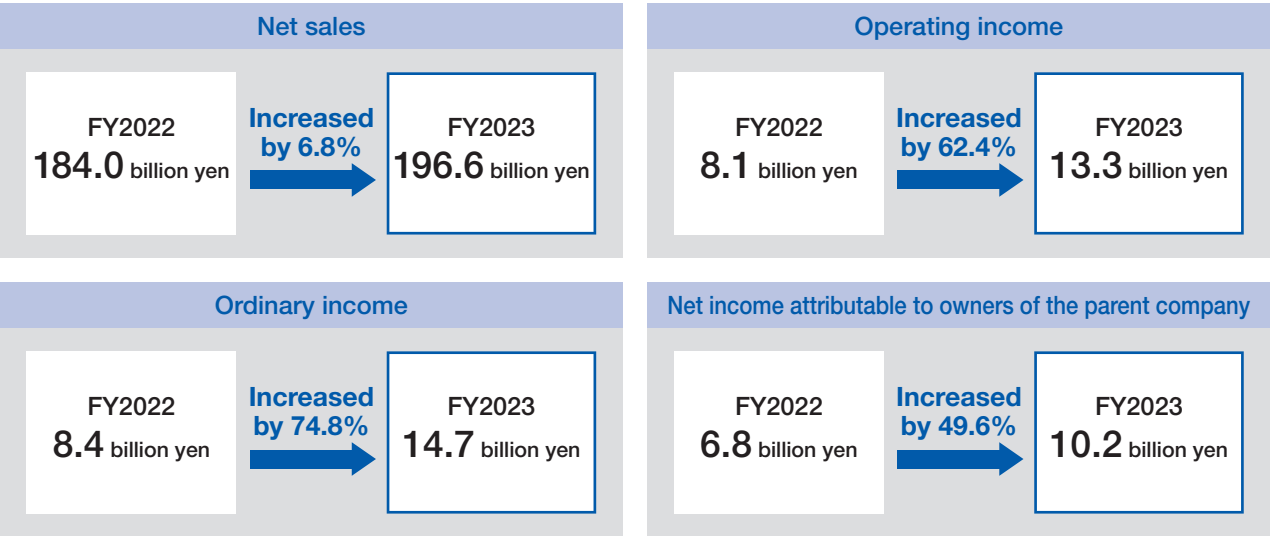 Net sales
FY2022
184.0 billion yen
Increased
by 6.8%
FY2023
196.6 billion yen
Operating income
FY2022
8.1 billion yen
Increased
by 62.4%
FY2023
13.3 billion yen
Ordinary income
FY2022
8.4 billion yen
Increased
by 74.8%
FY2023
14.7 billion yen
Net income attributable to owners of the parent company
FY2022
6.8 billion yen
Increased
by 49.6%
FY2023
10.2 billion yen